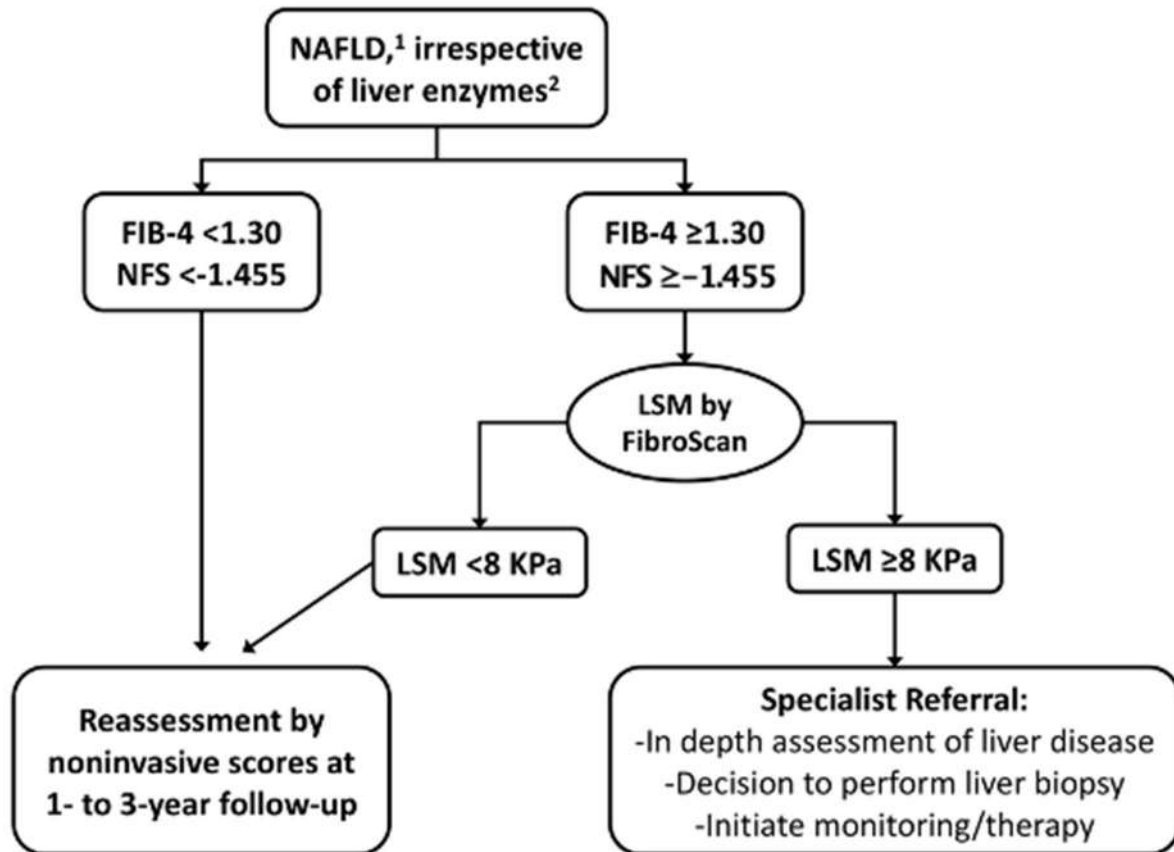 NAFLD,¹ irrespective
of liver enzymes²
FIB-4 <1.30
NFS <-1.455
FIB-4 ≥1.30
NFS ≥−1.455
LSM by
FibroScan
LSM <8 KPa
LSM ≥8 KPa
Reassessment by
noninvasive scores at
1- to 3-year follow-up
Specialist Referral:
-In depth assessment of liver disease
-Decision to perform liver biopsy
-Initiate monitoring/therapy